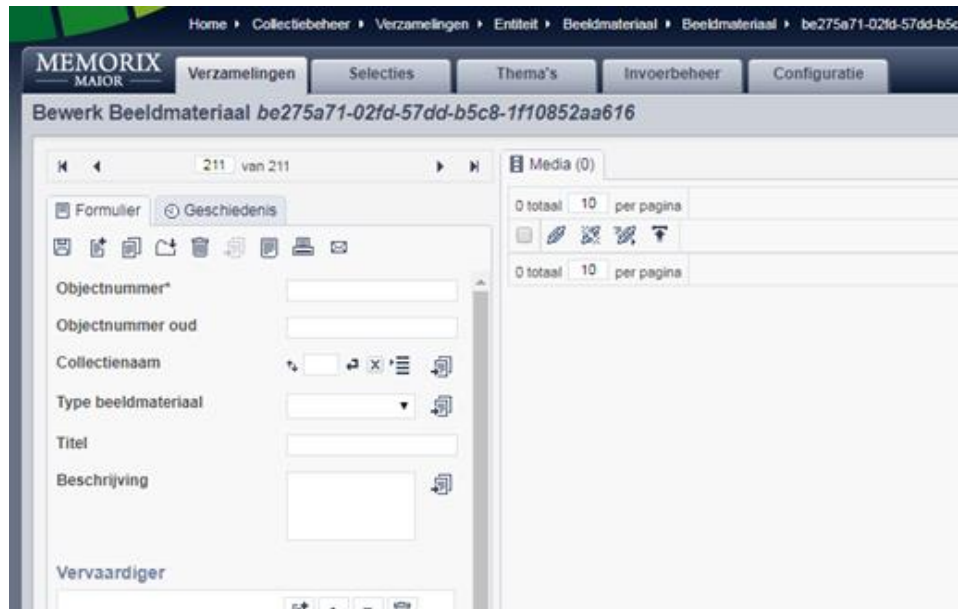 Home Collectiebeheer Verzamelingen Entiteit Beeldmateriaal Beeldmateriaal be275a71-02fd-57dd-b5c
MEMORIX
MAIOR
Verzamelingen Selecties Thema's Invoerbeheer Configuratie
Bewerk Beeldmateriaal be275a71-02fd-57dd-b5c8-1f10852aa616
211 van 211
Media (0)
Formulier Geschiedenis
0 totaal 10 per pagina
0 totaal 10 per pagina
Objectnummer*
Objectnummer oud
Collectienaam
Type beeldmateriaal
Titel
Beschrijving
Vervaardiger